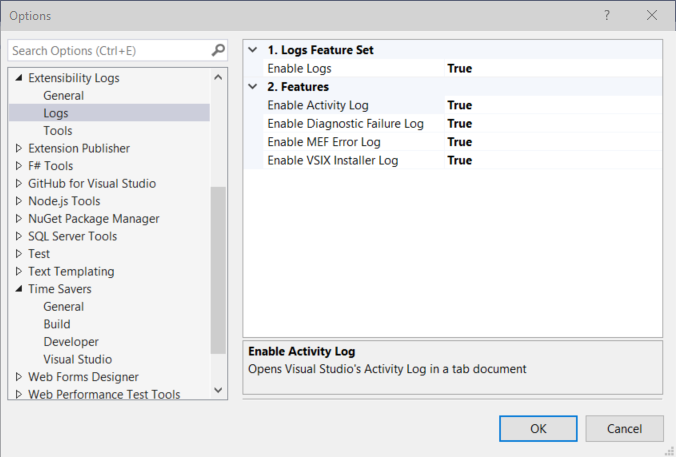 Options
Search Options (Ctrl+E)
Extensibility Logs
General
Logs
Tools
Extension Publisher
F# Tools
GitHub for Visual Studio
Node.js Tools
NuGet Package Manager
SQL Server Tools
Test
Text Templating
Time Savers
General
Build
Developer
Visual Studio
Web Forms Designer
Web Performance Test Tools
1. Logs Feature Set
Enable Logs True
2. Features
Enable Activity Log True
Enable Diagnostic Failure Log True
Enable MEF Error Log True
Enable VSIX Installer Log True
Enable Activity Log
Opens Visual Studio's Activity Log in a tab document
OK Cancel